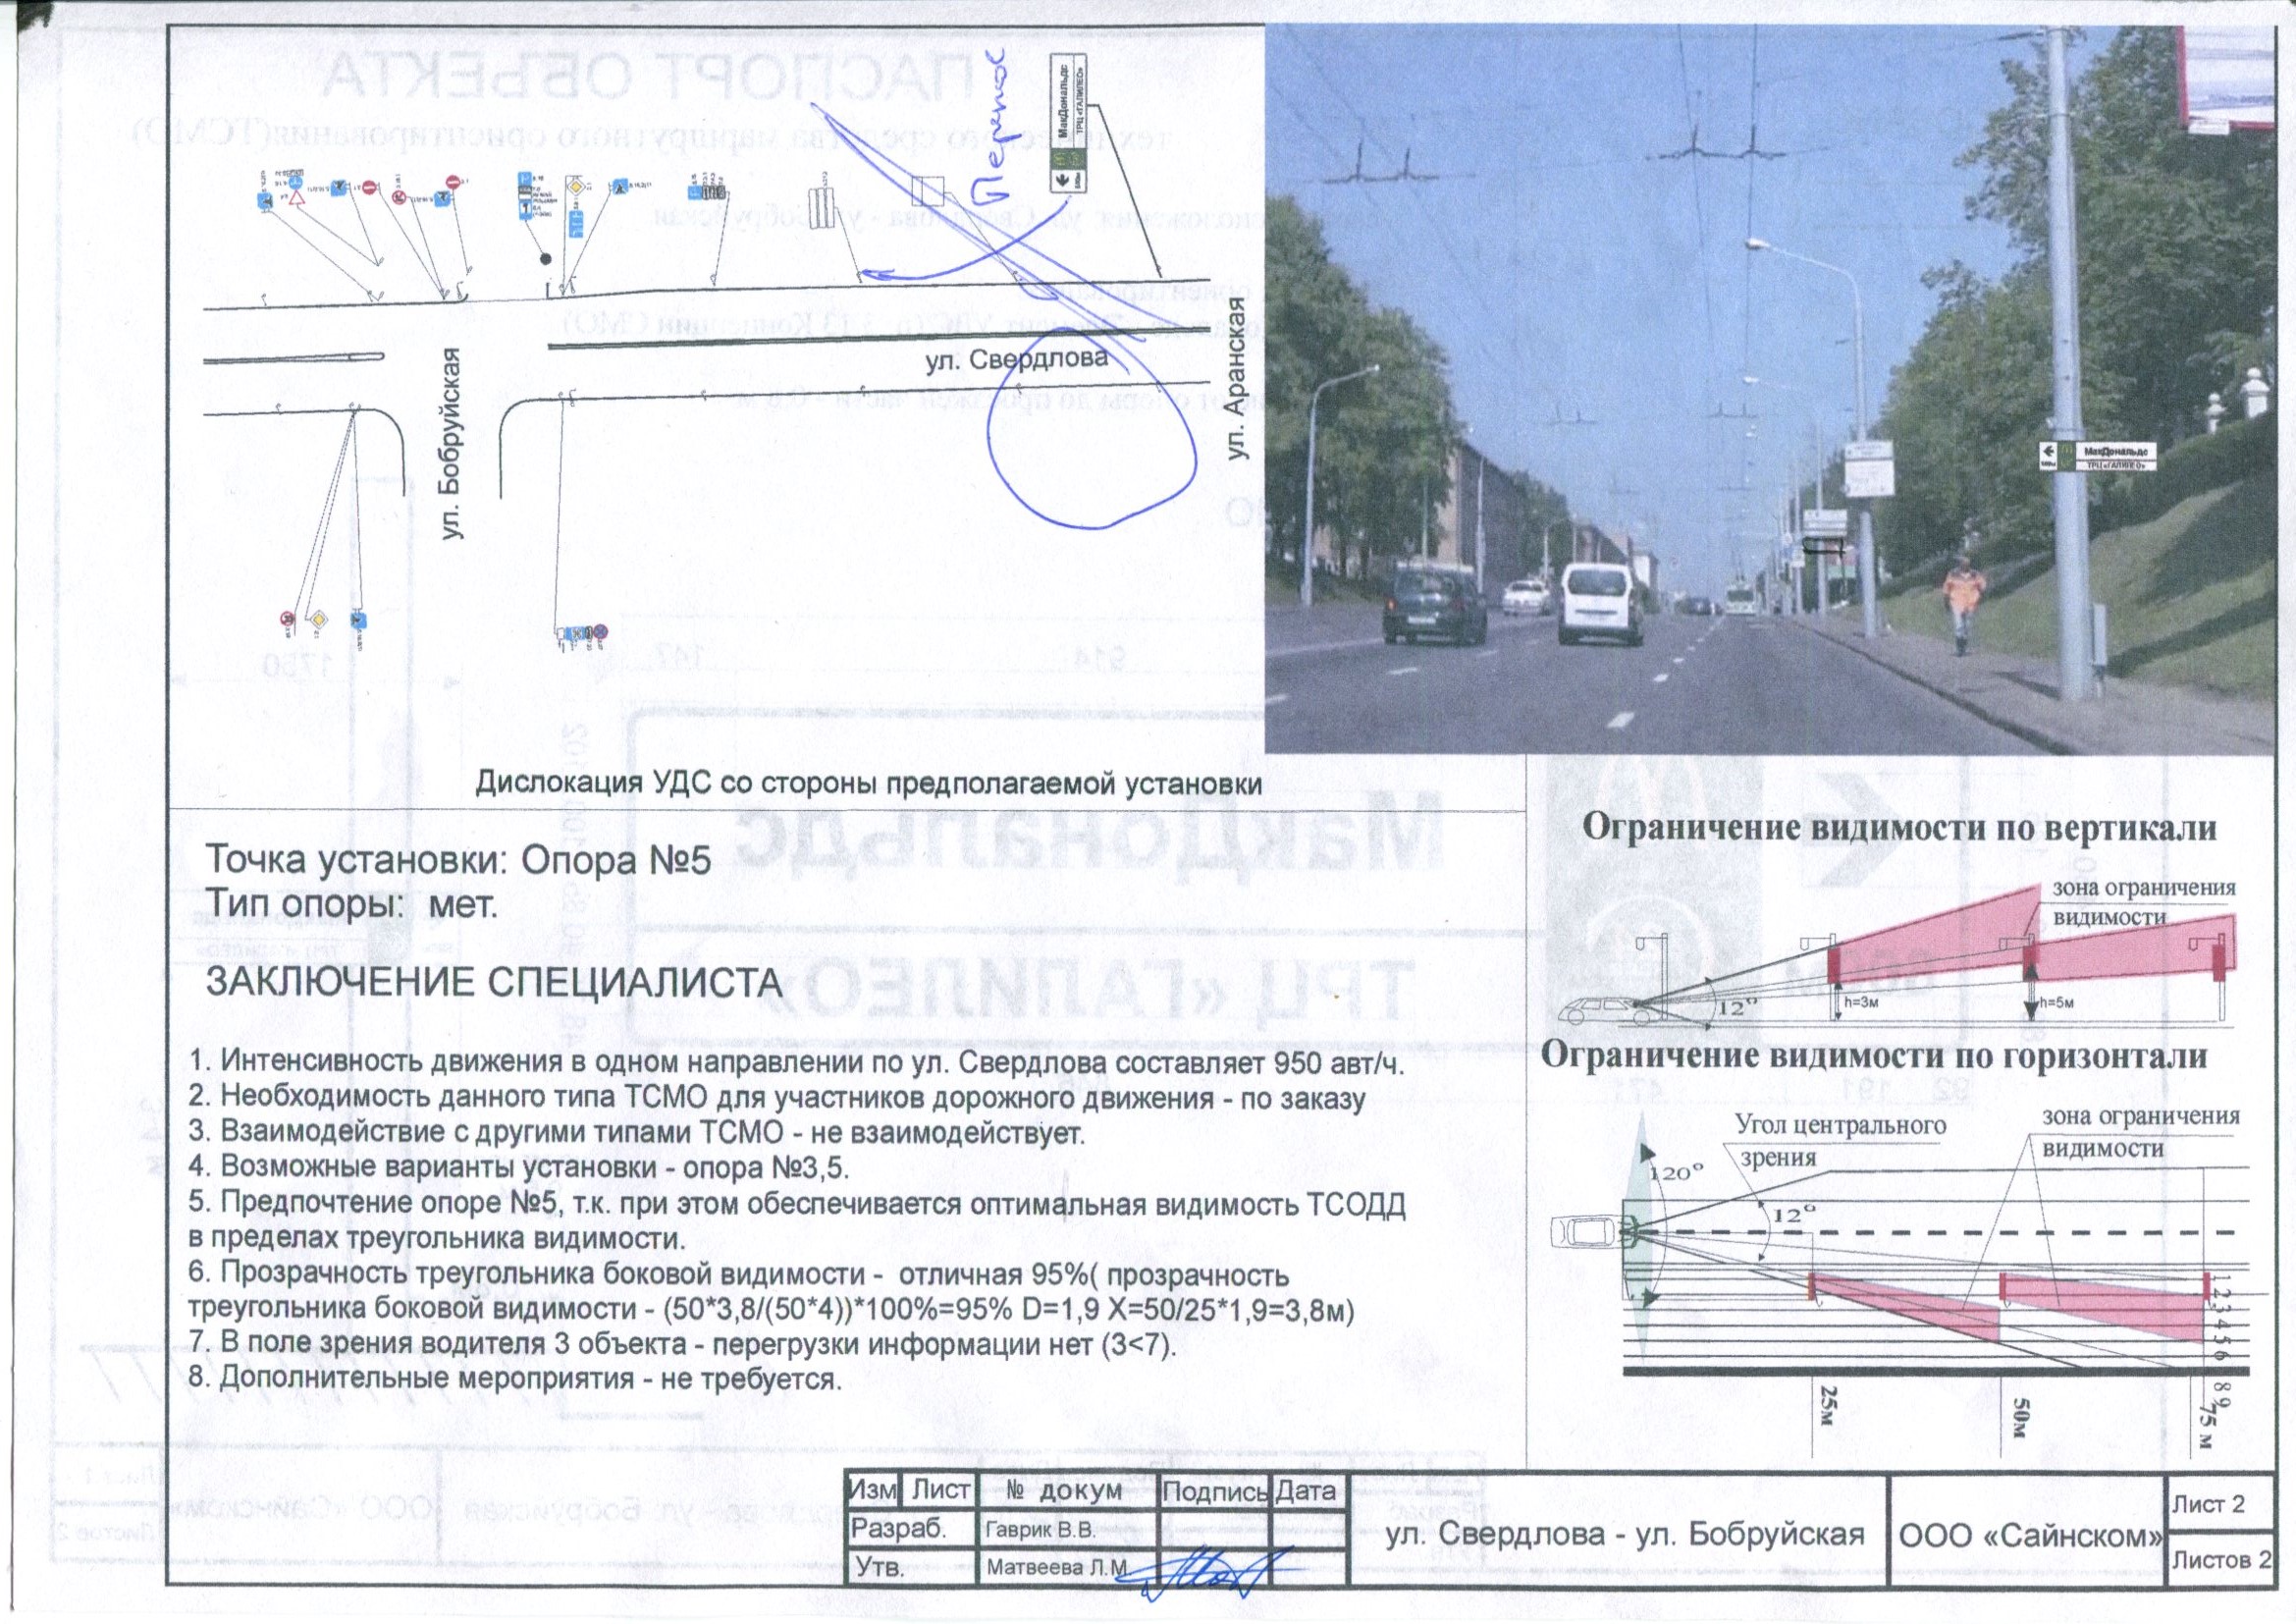 Перенос
МакДональдс
ТРЦ «ГАЛИЛЕО»
ул. Свердлова
ул. Бобруйская
ул. Аранская
МакДональдс
ТРЦ «ГАЛИЛЕО»
Дислокация УДС со стороны предполагаемой установки
Точка установки: Опора №5
Тип опоры: мет.
ЗАКЛЮЧЕНИЕ СПЕЦИАЛИСТА
1. Интенсивность движения в одном направлении по ул. Свердлова составляет 950 авт/ч.
2. Необходимость данного типа ТСМО для участников дорожного движения - по заказу
3. Взаимодействие с другими типами ТСМО - не взаимодействует.
4. Возможные варианты установки - опора №3,5.
5. Предпочтение опоре №5, т.к. при этом обеспечивается оптимальная видимость ТСОДД
в пределах треугольника видимости.
6. Прозрачность треугольника боковой видимости - отличная 95%( прозрачность
треугольника боковой видимости - (50*3,8/(50*4))*100%=95% D=1,9 X=50/25*1,9=3,8м)
7. В поле зрения водителя 3 объекта - перегрузки информации нет (3<7).
8. Дополнительные мероприятия - не требуется.
Ограничение видимости по вертикали
зона ограничения
видимости
12°
h=3м
h=5м
Ограничение видимости по горизонтали
Угол центрального
зрения
зона ограничения
видимости
120°
12°
1 2 3 4 5 6 8 9
25м
50м
75 м
Изм Лист № докум Подпись Дата
Разраб. Гаврик В.В.
Утв. Матвеева Л.М.
ул. Свердлова - ул. Бобруйская
ООО «Сайнском»
Лист 2
Листов 2